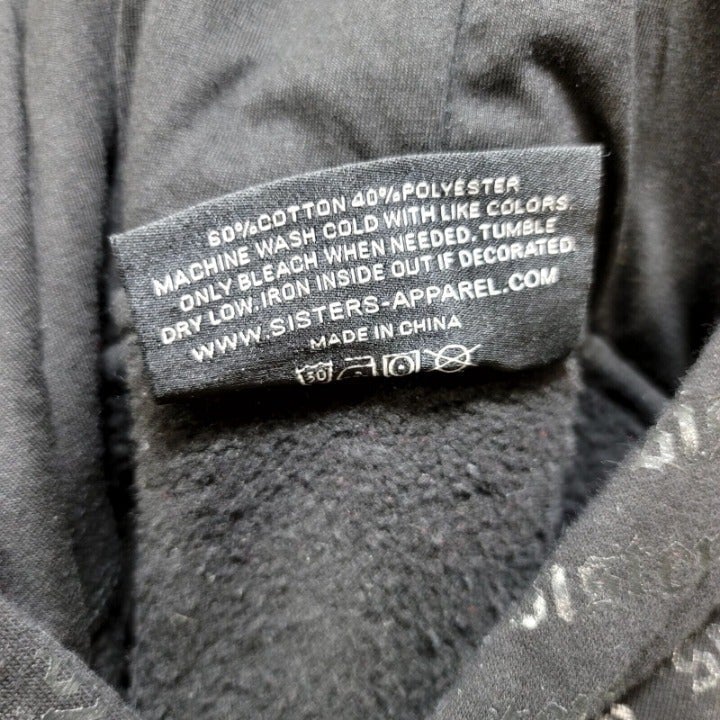 60%COTTON 40%POLYESTER
MACHINE WASH COLD WITH LIKE COLORS.
ONLY BLEACH WHEN NEEDED. TUMBLE
DRY LOW. IRON INSIDE OUT IF DECORATED.
WWW.SISTERS-APPAREL.COM
MADE IN CHINA
30
sisters